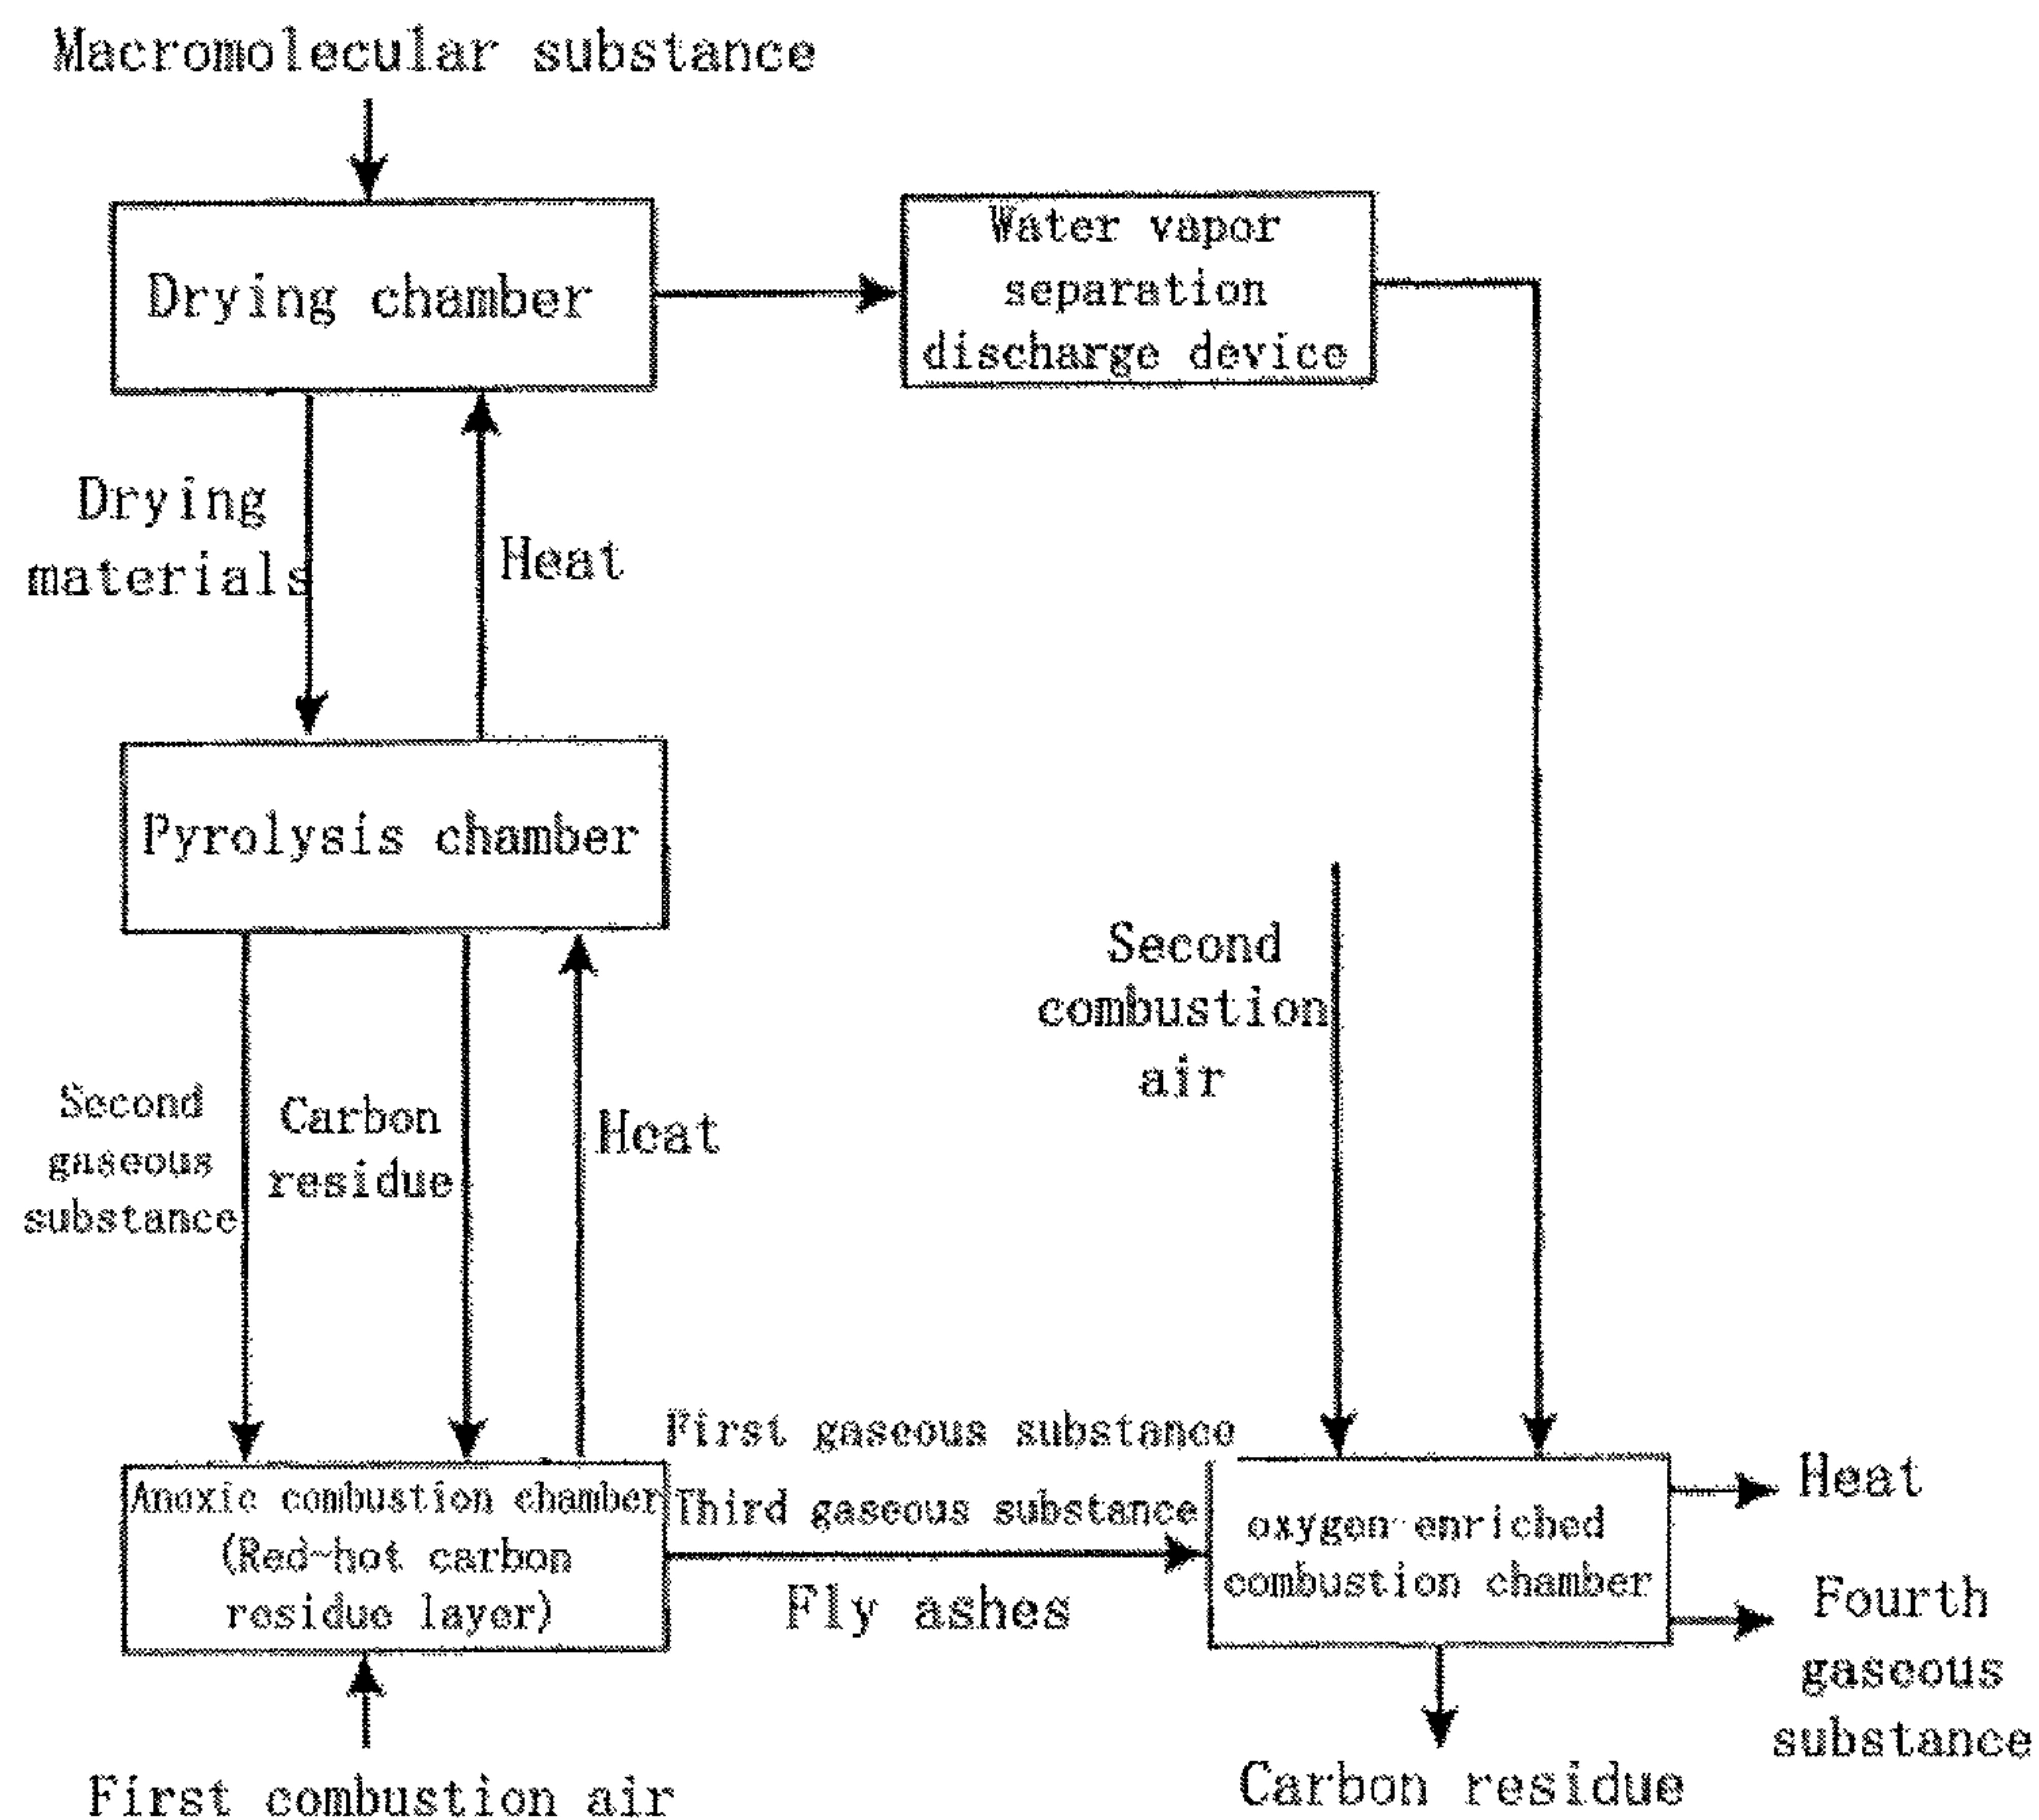 Macromolecular substance
Drying chamber
Water vapor
separation
discharge device
Drying
materials
Heat
Pyrolysis chamber
Second
combustion
air
Second
gaseous
substance
Carbon
residue
Heat
First gaseous substance
Third gaseous substance
Fly ashes
Anoxic combustion chamber
(Red-hot carbon
residue layer)
oxygen-enriched
combustion chamber
Heat
Fourth
gaseous
substance
First combustion air
Carbon residue